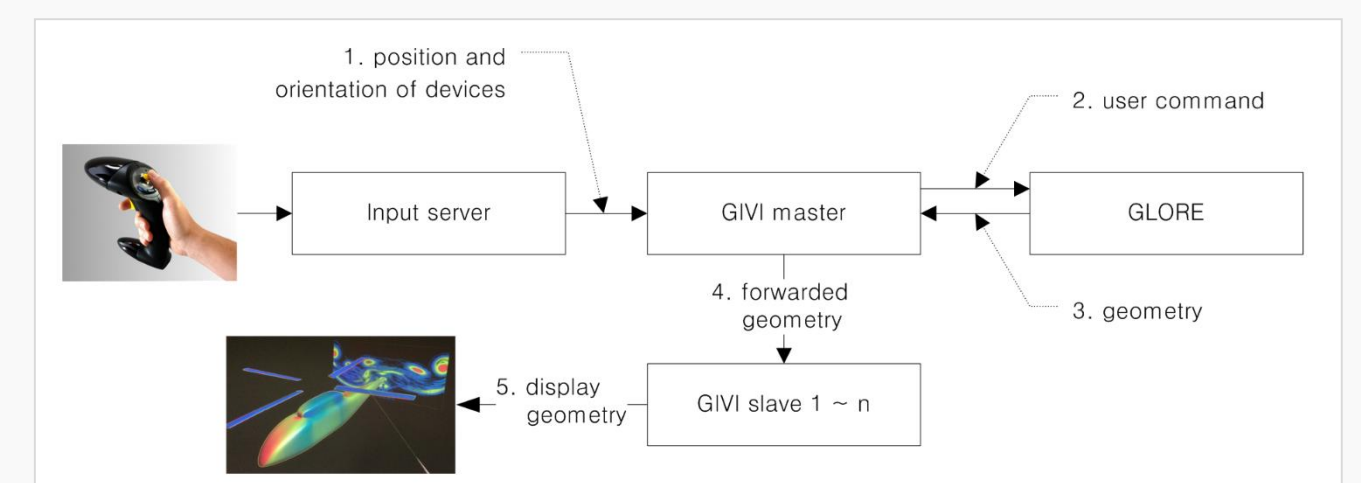 1. position and
orientation of devices
2. user command
Input server
GIVI master
GLORE
4. forwarded
geometry
3. geometry
5. display
geometry
GIVI slave 1 ~ n